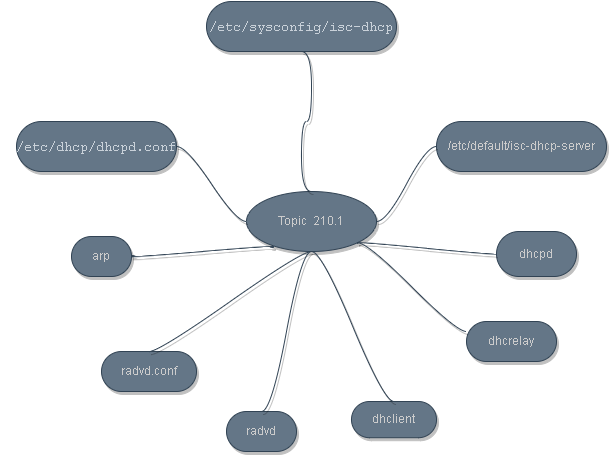 /etc/sysconfig/isc-dhcp
/etc/dhcp/dhcpd.conf
/etc/default/isc-dhcp-server
Topic 210.1
arp
dhcpd
dhcrelay
radvd.conf
dhclient
radvd